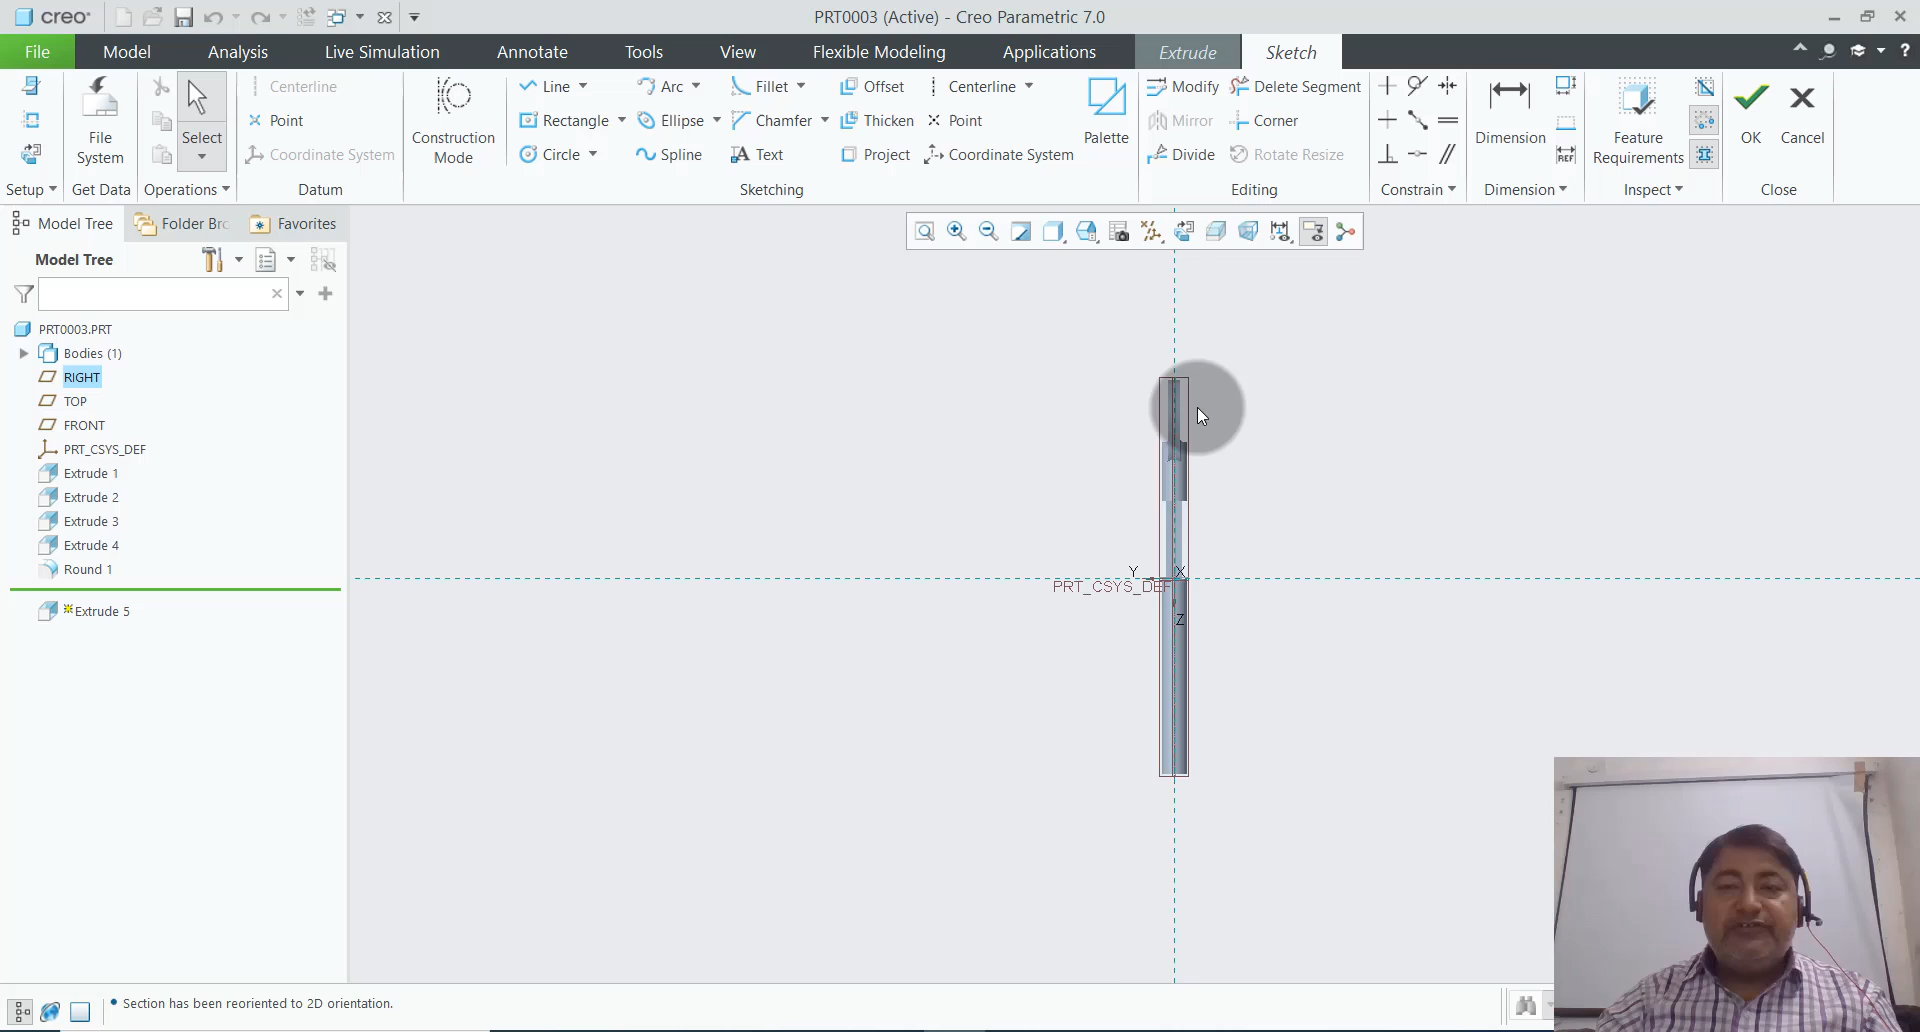 creo
PRT0003 (Active) - Creo Parametric 7.0
File Model Analysis Live Simulation Annotate Tools View Flexible Modeling Applications Extrude Sketch
Centerline Line Arc Fillet Offset Centerline Modify Delete Segment
Point Rectangle Ellipse Chamfer Thicken Point Mirror Corner
Coordinate System Circle Spline Text Project Coordinate System Divide Rotate Resize
File System Select Construction Mode Palette Dimension REF Feature Requirements OK Cancel
Setup Get Data Operations Datum Sketching Editing Constrain Dimension Inspect Close
Model Tree Folder Br Favorites
Model Tree
PRT0003.PRT
Bodies (1)
RIGHT
TOP
FRONT
PRT_CSYS_DEF
Extrude 1
Extrude 2
Extrude 3
Extrude 4
Round 1
Extrude 5
Y X
PRT_CSYS_DEF
Z
Section has been reoriented to 2D orientation.